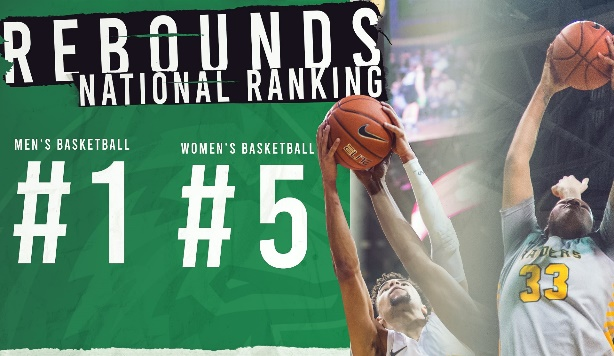 REBOUNDS
NATIONAL RANKING
MEN'S BASKETBALL
#1
WOMEN'S BASKETBALL
#5
33